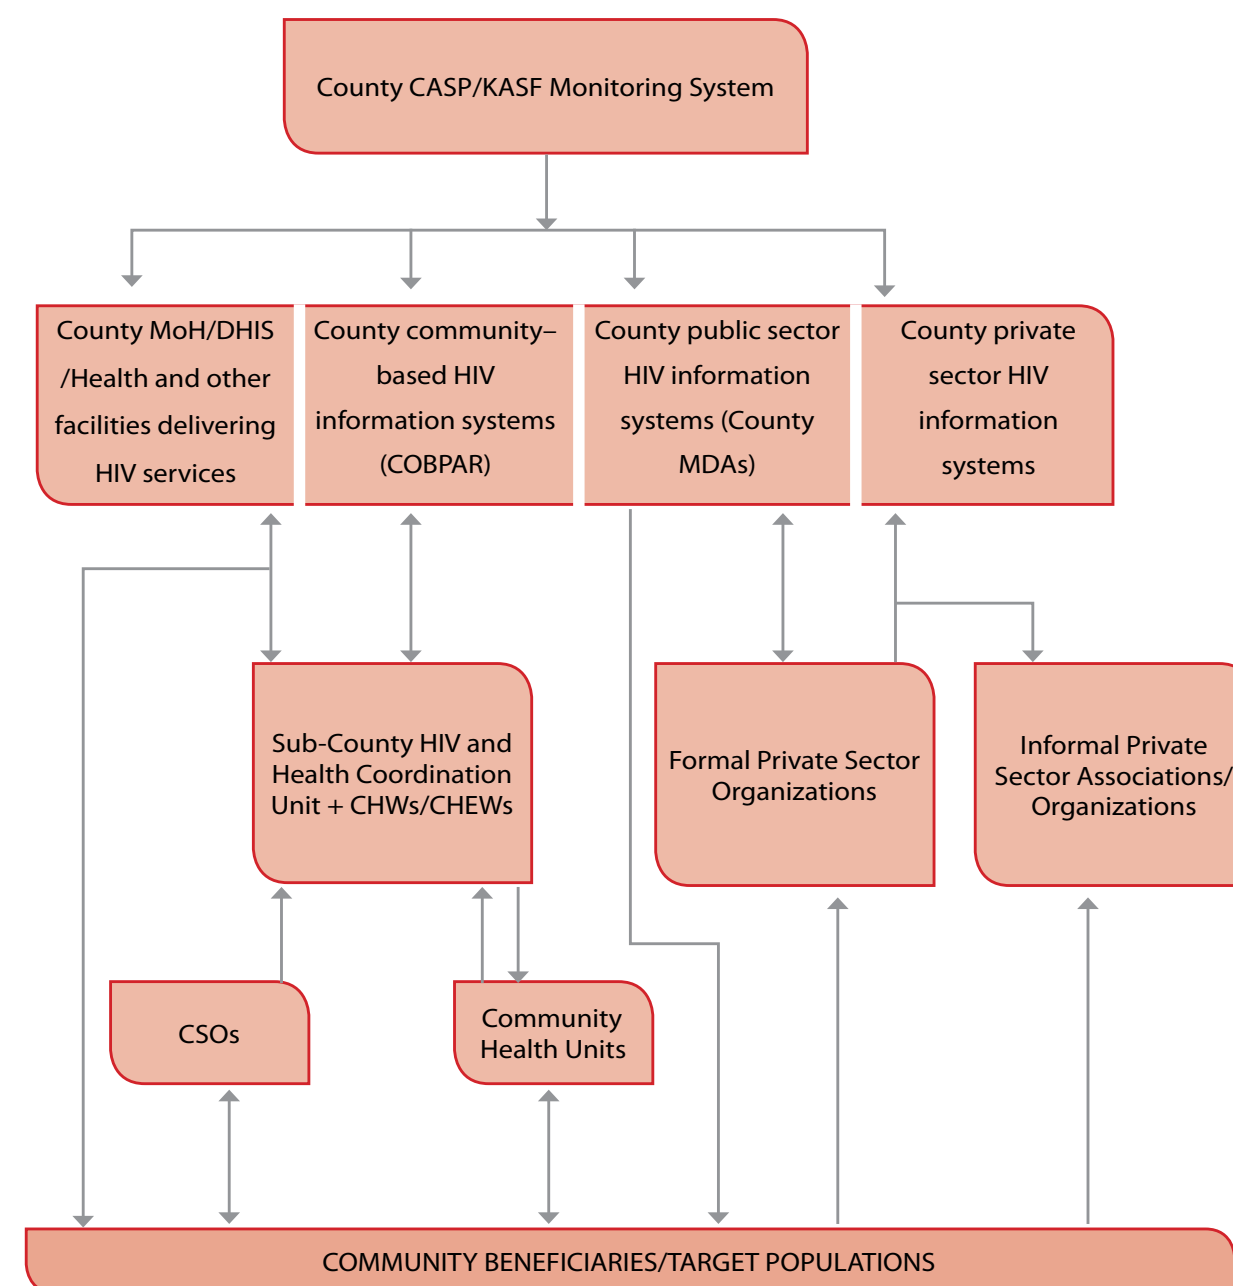 County CASP/KASF Monitoring System
County MoH/DHIS
/Health and other
facilities delivering
HIV services
County community–
based HIV
information systems
(COBPAR)
County public sector
HIV information
systems (County
MDAs)
County private
sector HIV
information
systems
Sub-County HIV and
Health Coordination
Unit + CHWs/CHEWs
Formal Private Sector
Organizations
Informal Private
Sector Associations/
Organizations
CSOs
Community
Health Units
COMMUNITY BENEFICIARIES/TARGET POPULATIONS